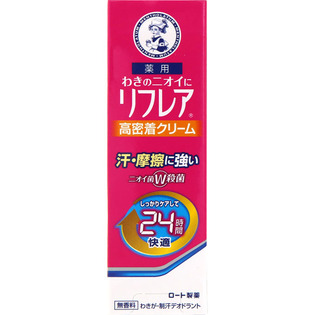 MENTHOLATUM
薬用
わきのニオイに
リフレア®
高密着クリーム
汗・摩擦に強い
ニオイ菌W殺菌
しっかりケアして
24時間
快適
ロート製薬
無香料
わきが・制汗デオドラント